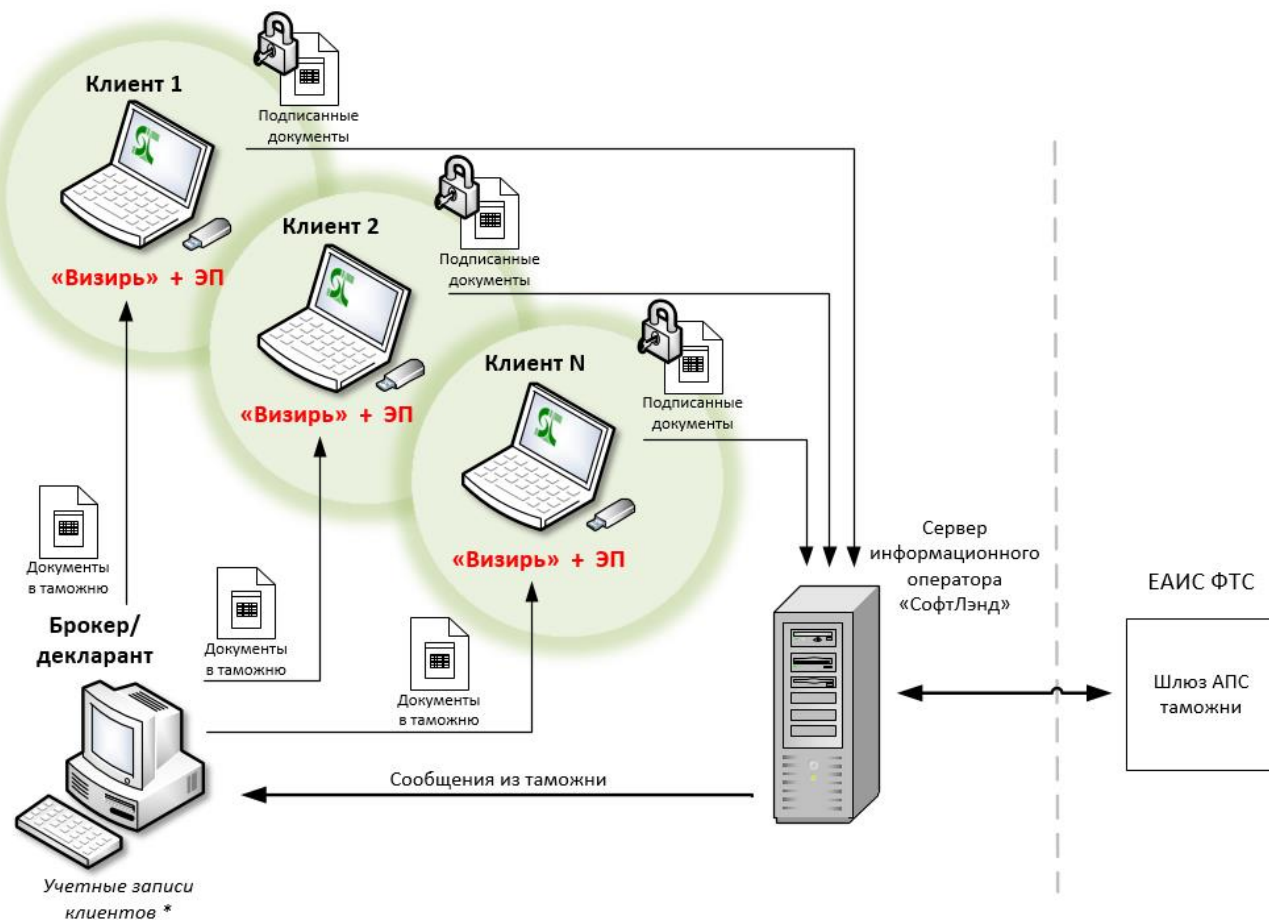 Клиент 1
Подписанные
документы
«Визирь» + ЭП
Клиент 2
Подписанные
документы
«Визирь» + ЭП
Клиент N
Подписанные
документы
«Визирь» + ЭП
Документы
в таможню
Документы
в таможню
Документы
в таможню
Брокер/
декларант
Учетные записи
клиентов *
Сообщения из таможни
Сервер
информационного
оператора
«СофтЛэнд»
ЕАИС ФТС
Шлюз АПС
таможни